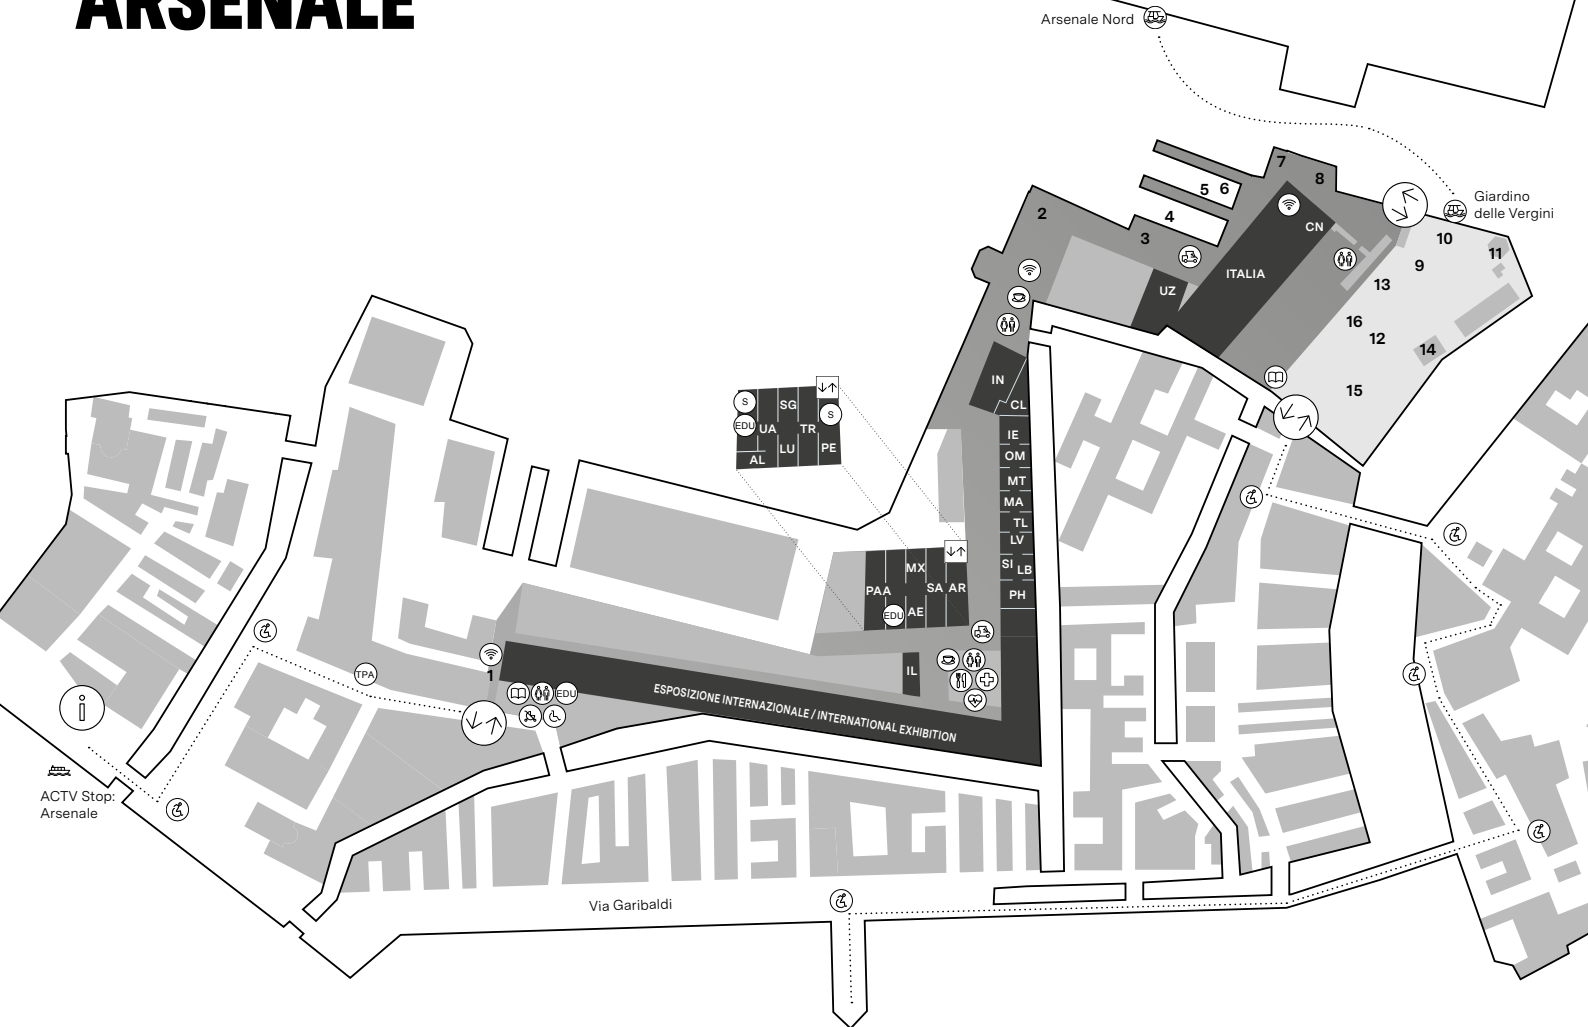 ARSENALE
Arsenale Nord
Giardino
delle Vergini
7
8
5 6
4
3
2
CN
ITALIA
UZ
10
11
9
13
16
12
14
15
IN
CL
IE
OM
MT
MA
TL
LV
SI
LB
PH
S
SG
S
EDU
UA
TR
LU
PE
AL
MX
PAA
SA
AR
EDU
AE
IL
1
EDU
ESPOSIZIONE INTERNAZIONALE / INTERNATIONAL EXHIBITION
TPA
i
ACTV Stop:
Arsenale
Via Garibaldi